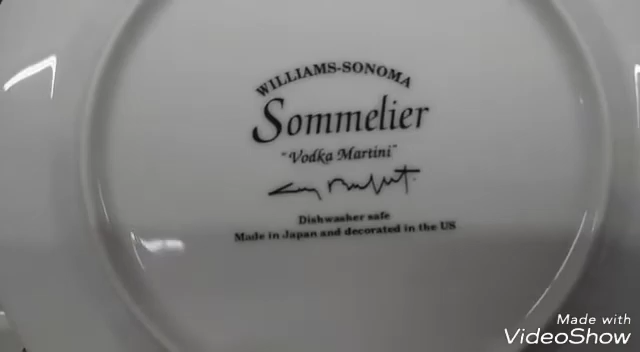 WILLIAMS-SONOMA
Sommelier
"Vodka Martini"
Dishwasher safe
Made in Japan and decorated in the US
Made with
VideoShow